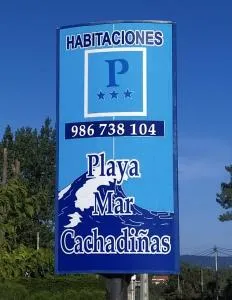 HABITACIONES
P
★★★
986 738 104
Playa
Mar
Cachadiñas